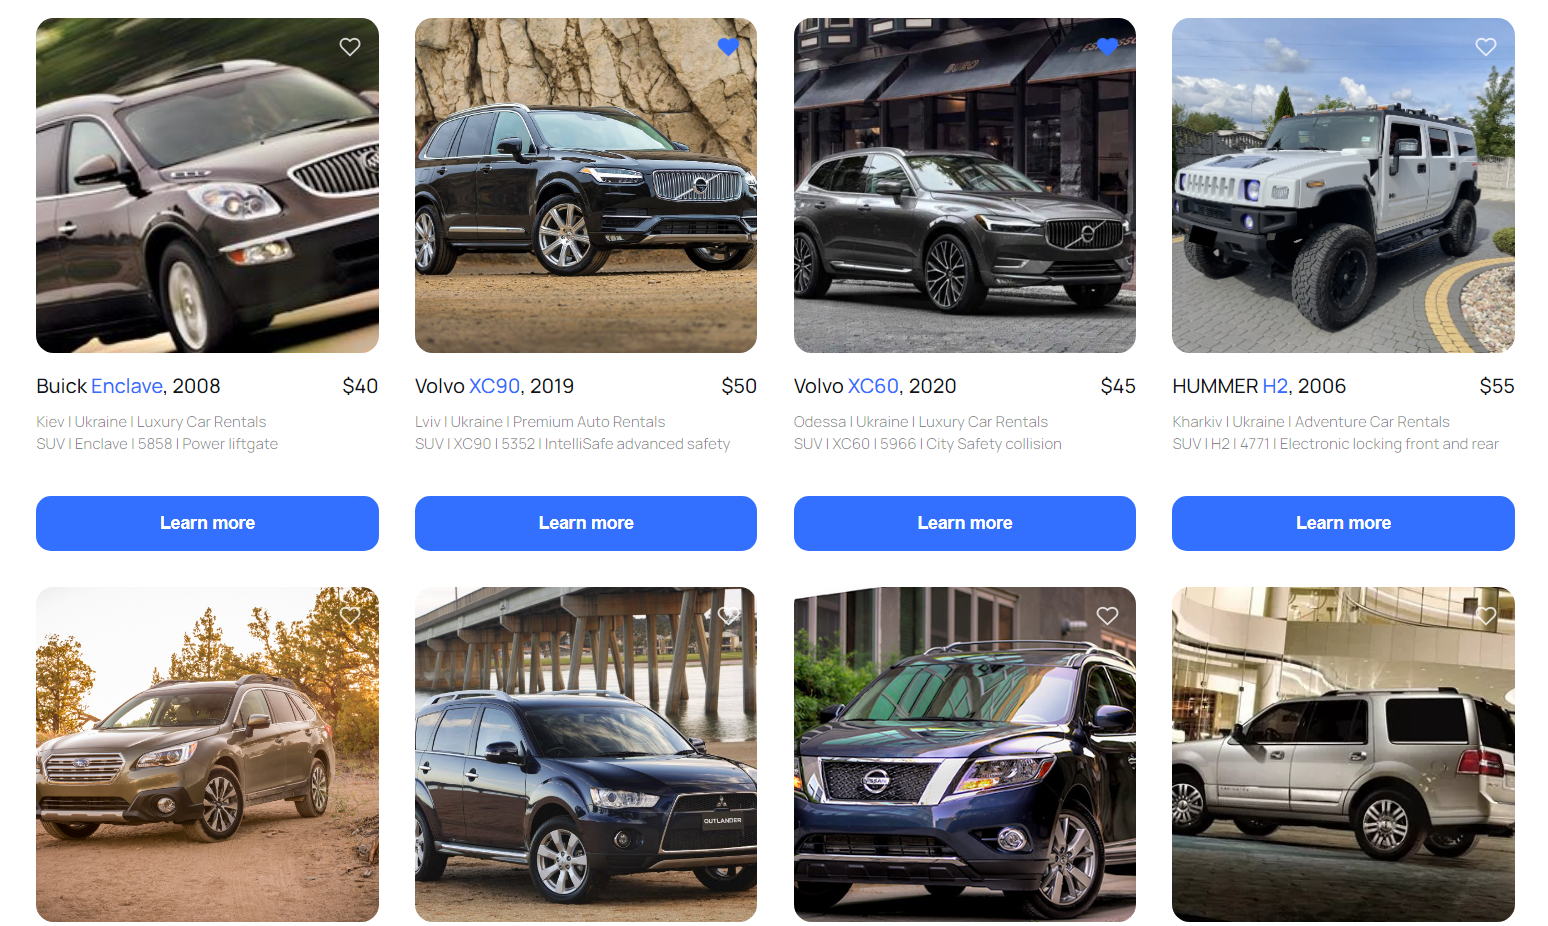 Buick Enclave, 2008 $40
Kiev | Ukraine | Luxury Car Rentals
SUV | Enclave | 5858 | Power liftgate
Learn more
Volvo XC90, 2019 $50
Lviv | Ukraine | Premium Auto Rentals
SUV | XC90 | 5352 | IntelliSafe advanced safety
Learn more
Volvo XC60, 2020 $45
Odessa | Ukraine | Luxury Car Rentals
SUV | XC60 | 5966 | City Safety collision
Learn more
HUMMER H2, 2006 $55
Kharkiv | Ukraine | Adventure Car Rentals
SUV | H2 | 4771 | Electronic locking front and rear
Learn more
OUTLANDER
NISSAN